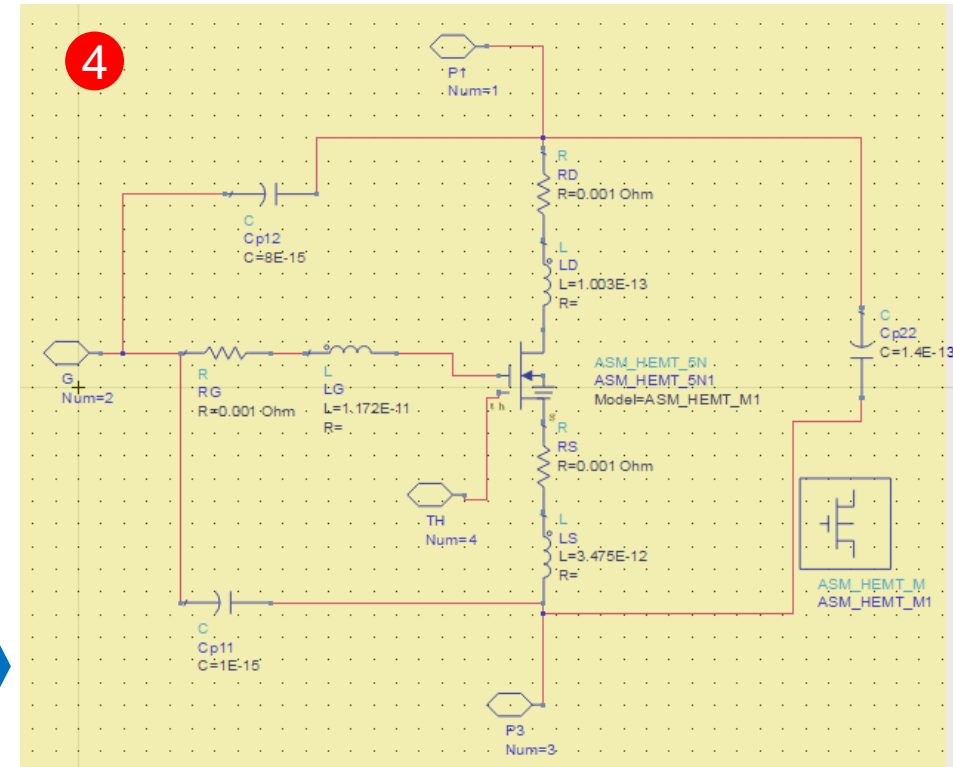 4
P1
Num=1
R
RD
R=0.001 Ohm
C
Cp12
C=8E-15
L
LD
L=1.003E-13
R=
C
Cp22
C=1.4E-13
G
Num=2
R
RG
R=0.001 Ohm
L
LG
L=1.172E-11
R=
ASM_HEMT_5N
ASM_HEMT_5N1
Model=ASM_HEMT_M1
th
s
R
RS
R=0.001 Ohm
TH
Num=4
L
LS
L=3.475E-12
R=
ASM_HEMT_M
ASM_HEMT_M1
C
Cp11
C=1E-15
P3
Num=3